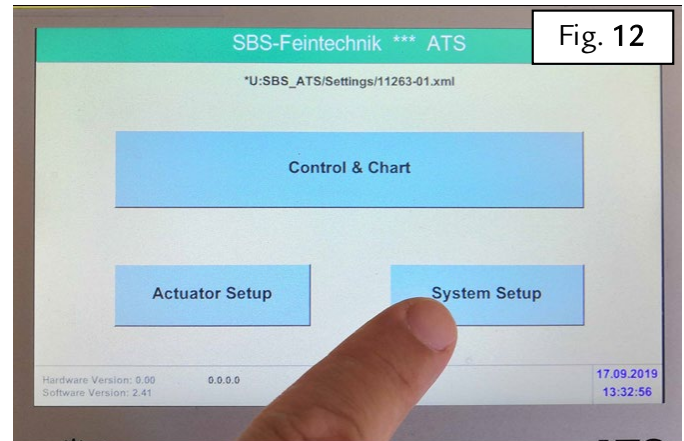 Fig. 12
SBS-Feintechnik *** ATS
*U:SBS_ATS/Settings/11263-01.xml
Control & Chart
Actuator Setup
System Setup
Hardware Version: 0.00
0.0.0.0
Software Version: 2.41
17.09.2019
13:32:56